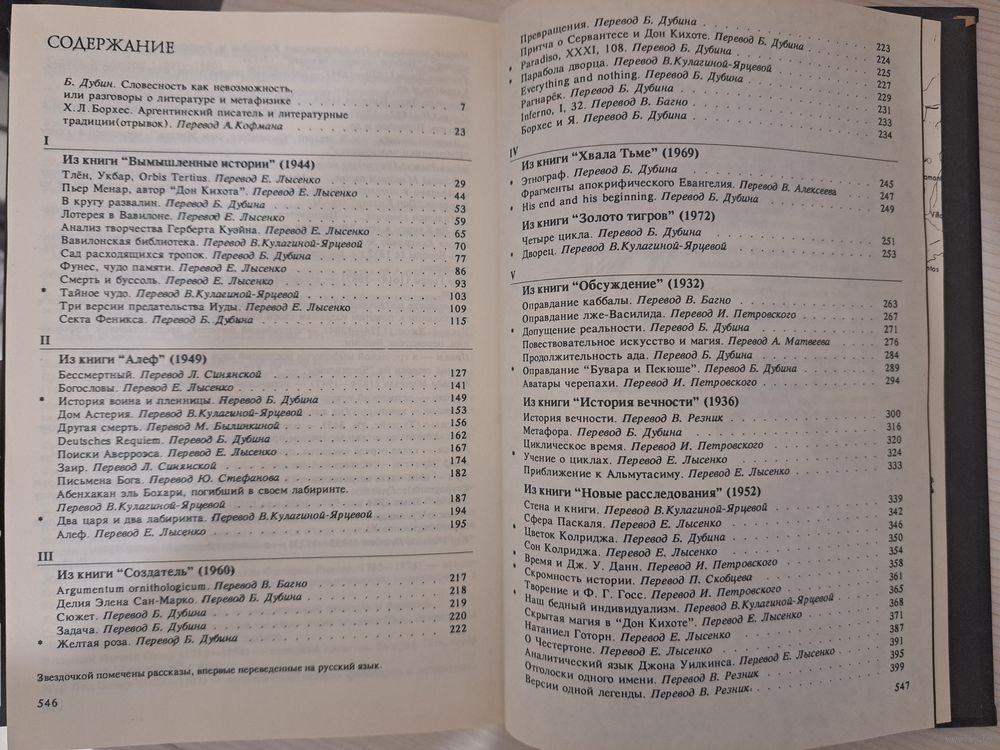 СОДЕРЖАНИЕ
Б. Дубин. Словесность как невозможность,
или разговоры о литературе и метафизике . . . 7
Х.Л.Борхес. Аргентинский писатель и литературные
традиции(отрывок). Перевод А.Кофмана . . . 23
I
Из книги "Вымышленные истории" (1944)
Тлён, Укбар, Orbis Tertius. Перевод Е. Лысенко . . . 29
Пьер Менар, автор "Дон Кихота". Перевод Е. Лысенко . . . 44
В кругу развалин. Перевод Б. Дубина . . . 53
Лотерея в Вавилоне. Перевод Е. Лысенко . . . 59
Анализ творчества Герберта Куэйна. Перевод Е. Лысенко . . . 65
Вавилонская библиотека. Перевод В.Кулагиной-Ярцевой . . . 70
Сад расходящихся тропок. Перевод Б. Дубина . . . 77
Фунес, чудо памяти. Перевод Е. Лысенко . . . 86
Смерть и буссоль. Перевод Е. Лысенко . . . 93
* Тайное чудо. Перевод В.Кулагиной-Ярцевой . . . 103
Три версии предательства Иуды. Перевод Е. Лысенко . . . 109
Секта Феникса. Перевод Б. Дубина . . . 115
II
Из книги "Алеф" (1949)
Бессмертный. Перевод Л. Синянской . . . 127
Богословы. Перевод Е. Лысенко . . . 141
* История воина и пленницы. Перевод Б. Дубина . . . 149
Дом Астерия. Перевод В.Кулагиной-Ярцевой . . . 153
Другая смерть. Перевод М. Былинкиной . . . 156
Deutsches Requiem. Перевод Б. Дубина . . . 162
Поиски Аверроэса. Перевод Е. Лысенко . . . 167
Заир. Перевод Л. Синянской . . . 174
Письмена Бога. Перевод Ю. Стефанова . . . 182
Абенхакан эль Бохари, погибший в своем лабиринте.
Перевод В.Кулагиной-Ярцевой . . . 187
* Два царя и два лабиринта. Перевод В.Кулагиной-Ярцевой . . . 194
Алеф. Перевод Е. Лысенко . . . 195
III
Из книги "Создатель" (1960)
Argumentum ornithologicum. Перевод В. Багно . . . 217
Делия Элена Сан-Марко. Перевод Б. Дубина . . . 218
Сюжет. Перевод Б. Дубина . . . 219
Задача. Перевод Б. Дубина . . . 220
* Желтая роза. Перевод Б. Дубина . . . 222
Звездочкой помечены рассказы, впервые переведенные на русский язык.
546
Превращения. Перевод Б. Дубина . . . 223
Притча о Сервантесе и Дон Кихоте. Перевод Б. Дубина . . . 224
* Paradiso, XXXI, 108. Перевод Б. Дубина . . . 225
* Парабола дворца. Перевод В.Кулагиной-Ярцевой . . . 227
Everything and nothing. Перевод Б. Дубина . . . 229
Рагнарёк. Перевод Б. Дубина . . . 231
Inferno, I, 32. Перевод В. Багно . . . 233
Борхес и Я. Перевод Б. Дубина . . . 234
IV
Из книги "Хвала Тьме" (1969)
* Этнограф. Перевод Б. Дубина . . . 245
Фрагменты апокрифического Евангелия. Перевод В. Алексеева . . . 247
* His end and his beginning. Перевод Б. Дубина . . . 249
Из книги "Золото тигров" (1972)
Четыре цикла. Перевод Б. Дубина . . . 251
* Дворец. Перевод В.Кулагиной-Ярцевой . . . 253
V
Из книги "Обсуждение" (1932)
Оправдание каббалы. Перевод В. Багно . . . 263
Оправдание лже-Василида. Перевод И. Петровского . . . 267
* Допущение реальности. Перевод Б. Дубина . . . 271
Повествовательное искусство и магия. Перевод А. Матвеева . . . 276
Продолжительность ада. Перевод Б. Дубина . . . 284
* Оправдание "Бувара и Пекюше". Перевод Б. Дубина . . . 289
Аватары черепахи. Перевод И. Петровского . . . 294
Из книги "История вечности" (1936)
История вечности. Перевод В. Резник . . . 300
Метафора. Перевод Б. Дубина . . . 316
Циклическое время. Перевод И. Петровского . . . 320
* Учение о циклах. Перевод Е. Лысенко . . . 324
Приближение к Альмутасиму. Перевод Е. Лысенко . . . 333
Из книги "Новые расследования" (1952)
Стена и книги. Перевод В.Кулагиной-Ярцевой . . . 339
Сфера Паскаля. Перевод Е. Лысенко . . . 342
* Цветок Колриджа. Перевод Б. Дубина . . . 346
Сон Колриджа. Перевод Е. Лысенко . . . 350
* Время и Дж. У. Данн. Перевод И. Петровского . . . 354
* Скромность истории. Перевод П. Скобцева . . . 358
Творение и Ф. Г. Госс. Перевод И. Петровского . . . 361
* Наш бедный индивидуализм. Перевод В.Кулагиной-Ярцевой . . . 365
Скрытая магия в "Дон Кихоте". Перевод Е. Лысенко . . . 368
Натаниел Готорн. Перевод Е. Лысенко . . . 371
О Честертоне. Перевод Е. Лысенко . . . 387
Аналитический язык Джона Уилкинса. Перевод Е. Лысенко . . . 391
Отголоски одного имени. Перевод В. Резник . . . 395
Версии одной легенды. Перевод В. Резник . . . 399
547